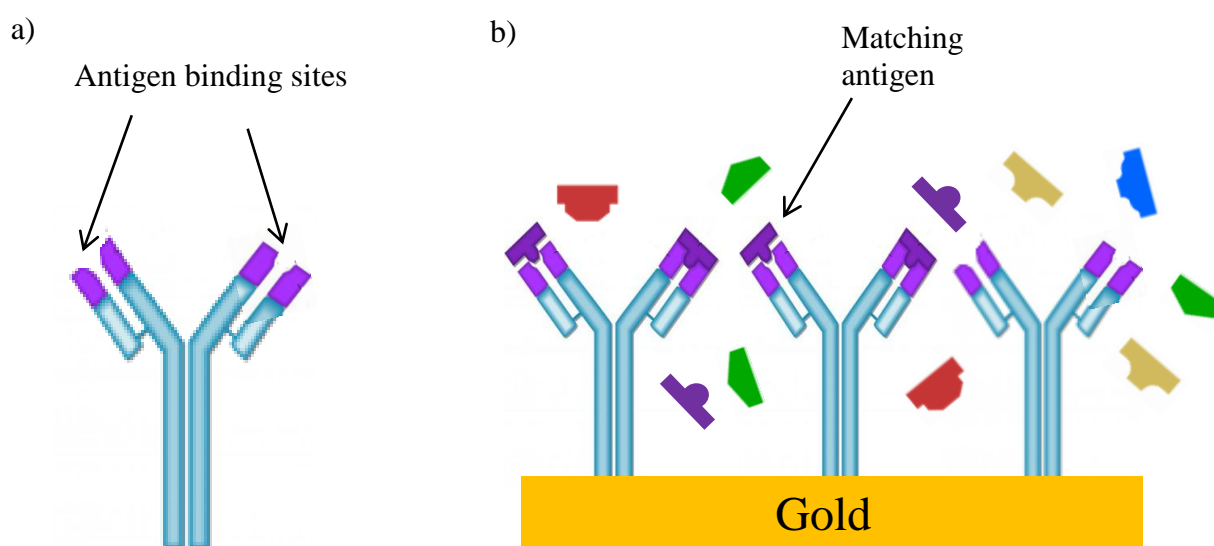 a)
Antigen binding sites
b)
Matching
antigen
Gold